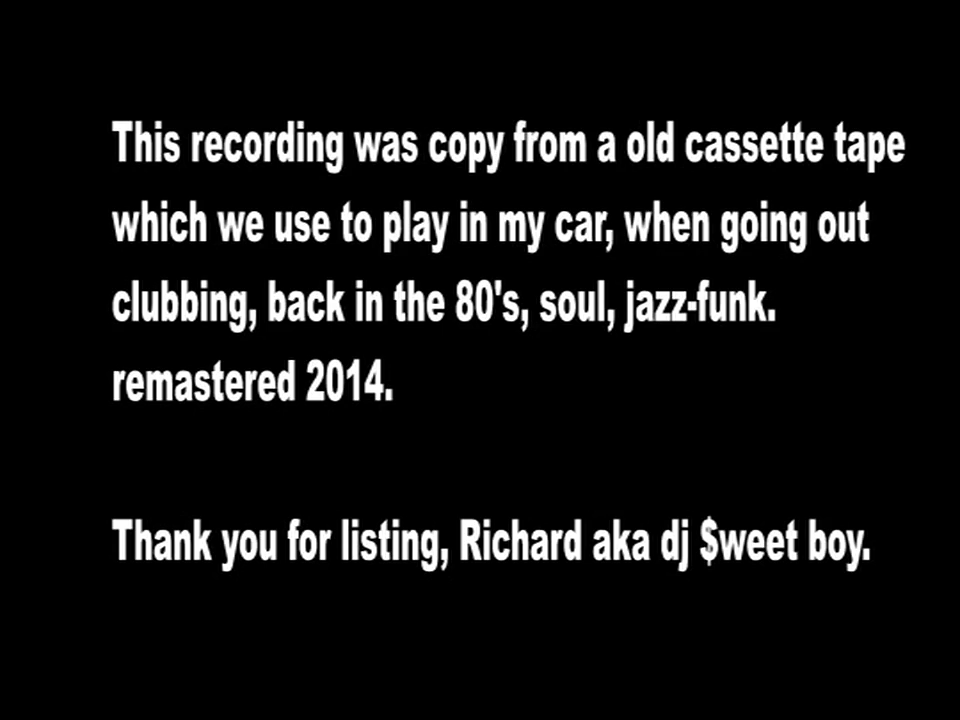 This recording was copy from a old cassette tape
which we use to play in my car, when going out
clubbing, back in the 80's, soul, jazz-funk.
remastered 2014.
Thank you for listing, Richard aka dj $weet boy.